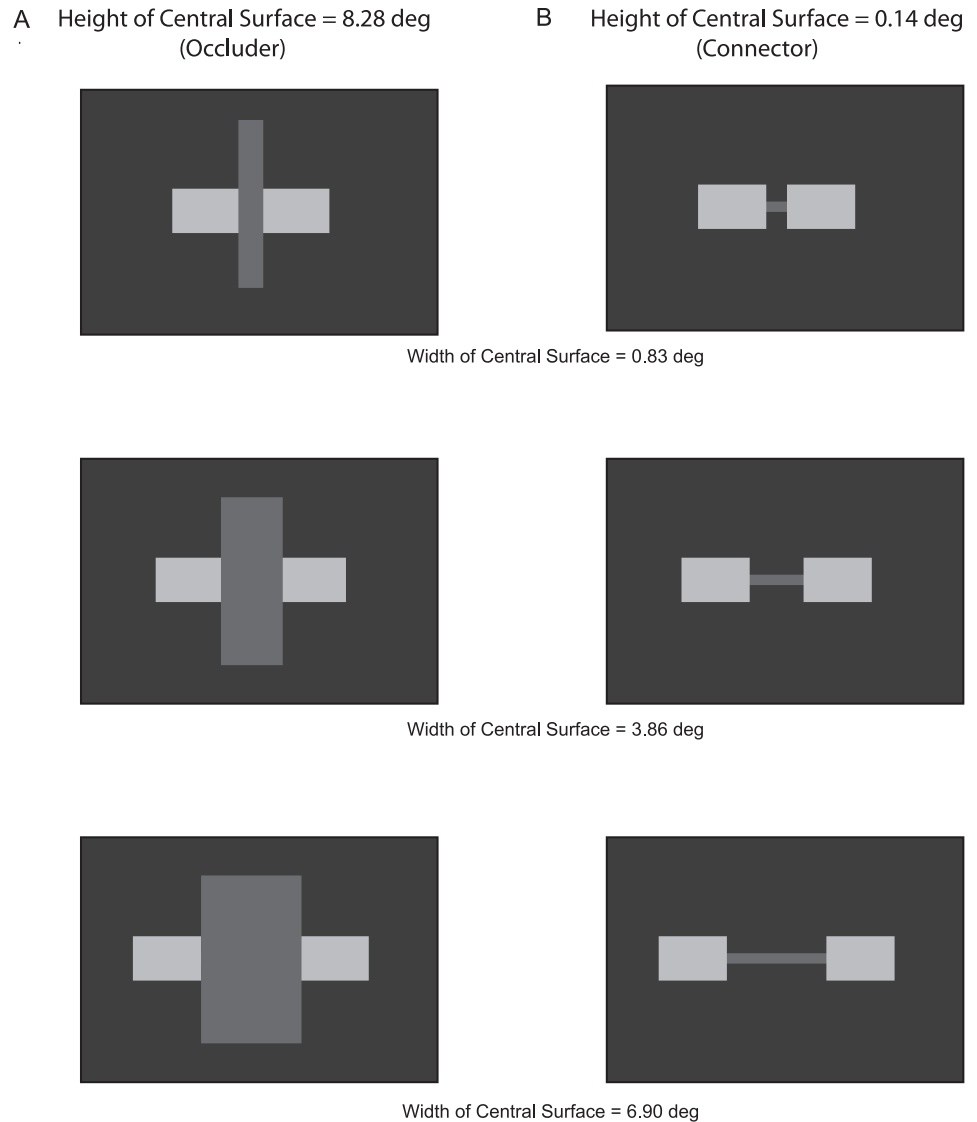 A Height of Central Surface = 8.28 deg
(Occluder)
B Height of Central Surface = 0.14 deg
(Connector)
Width of Central Surface = 0.83 deg
Width of Central Surface = 3.86 deg
Width of Central Surface = 6.90 deg